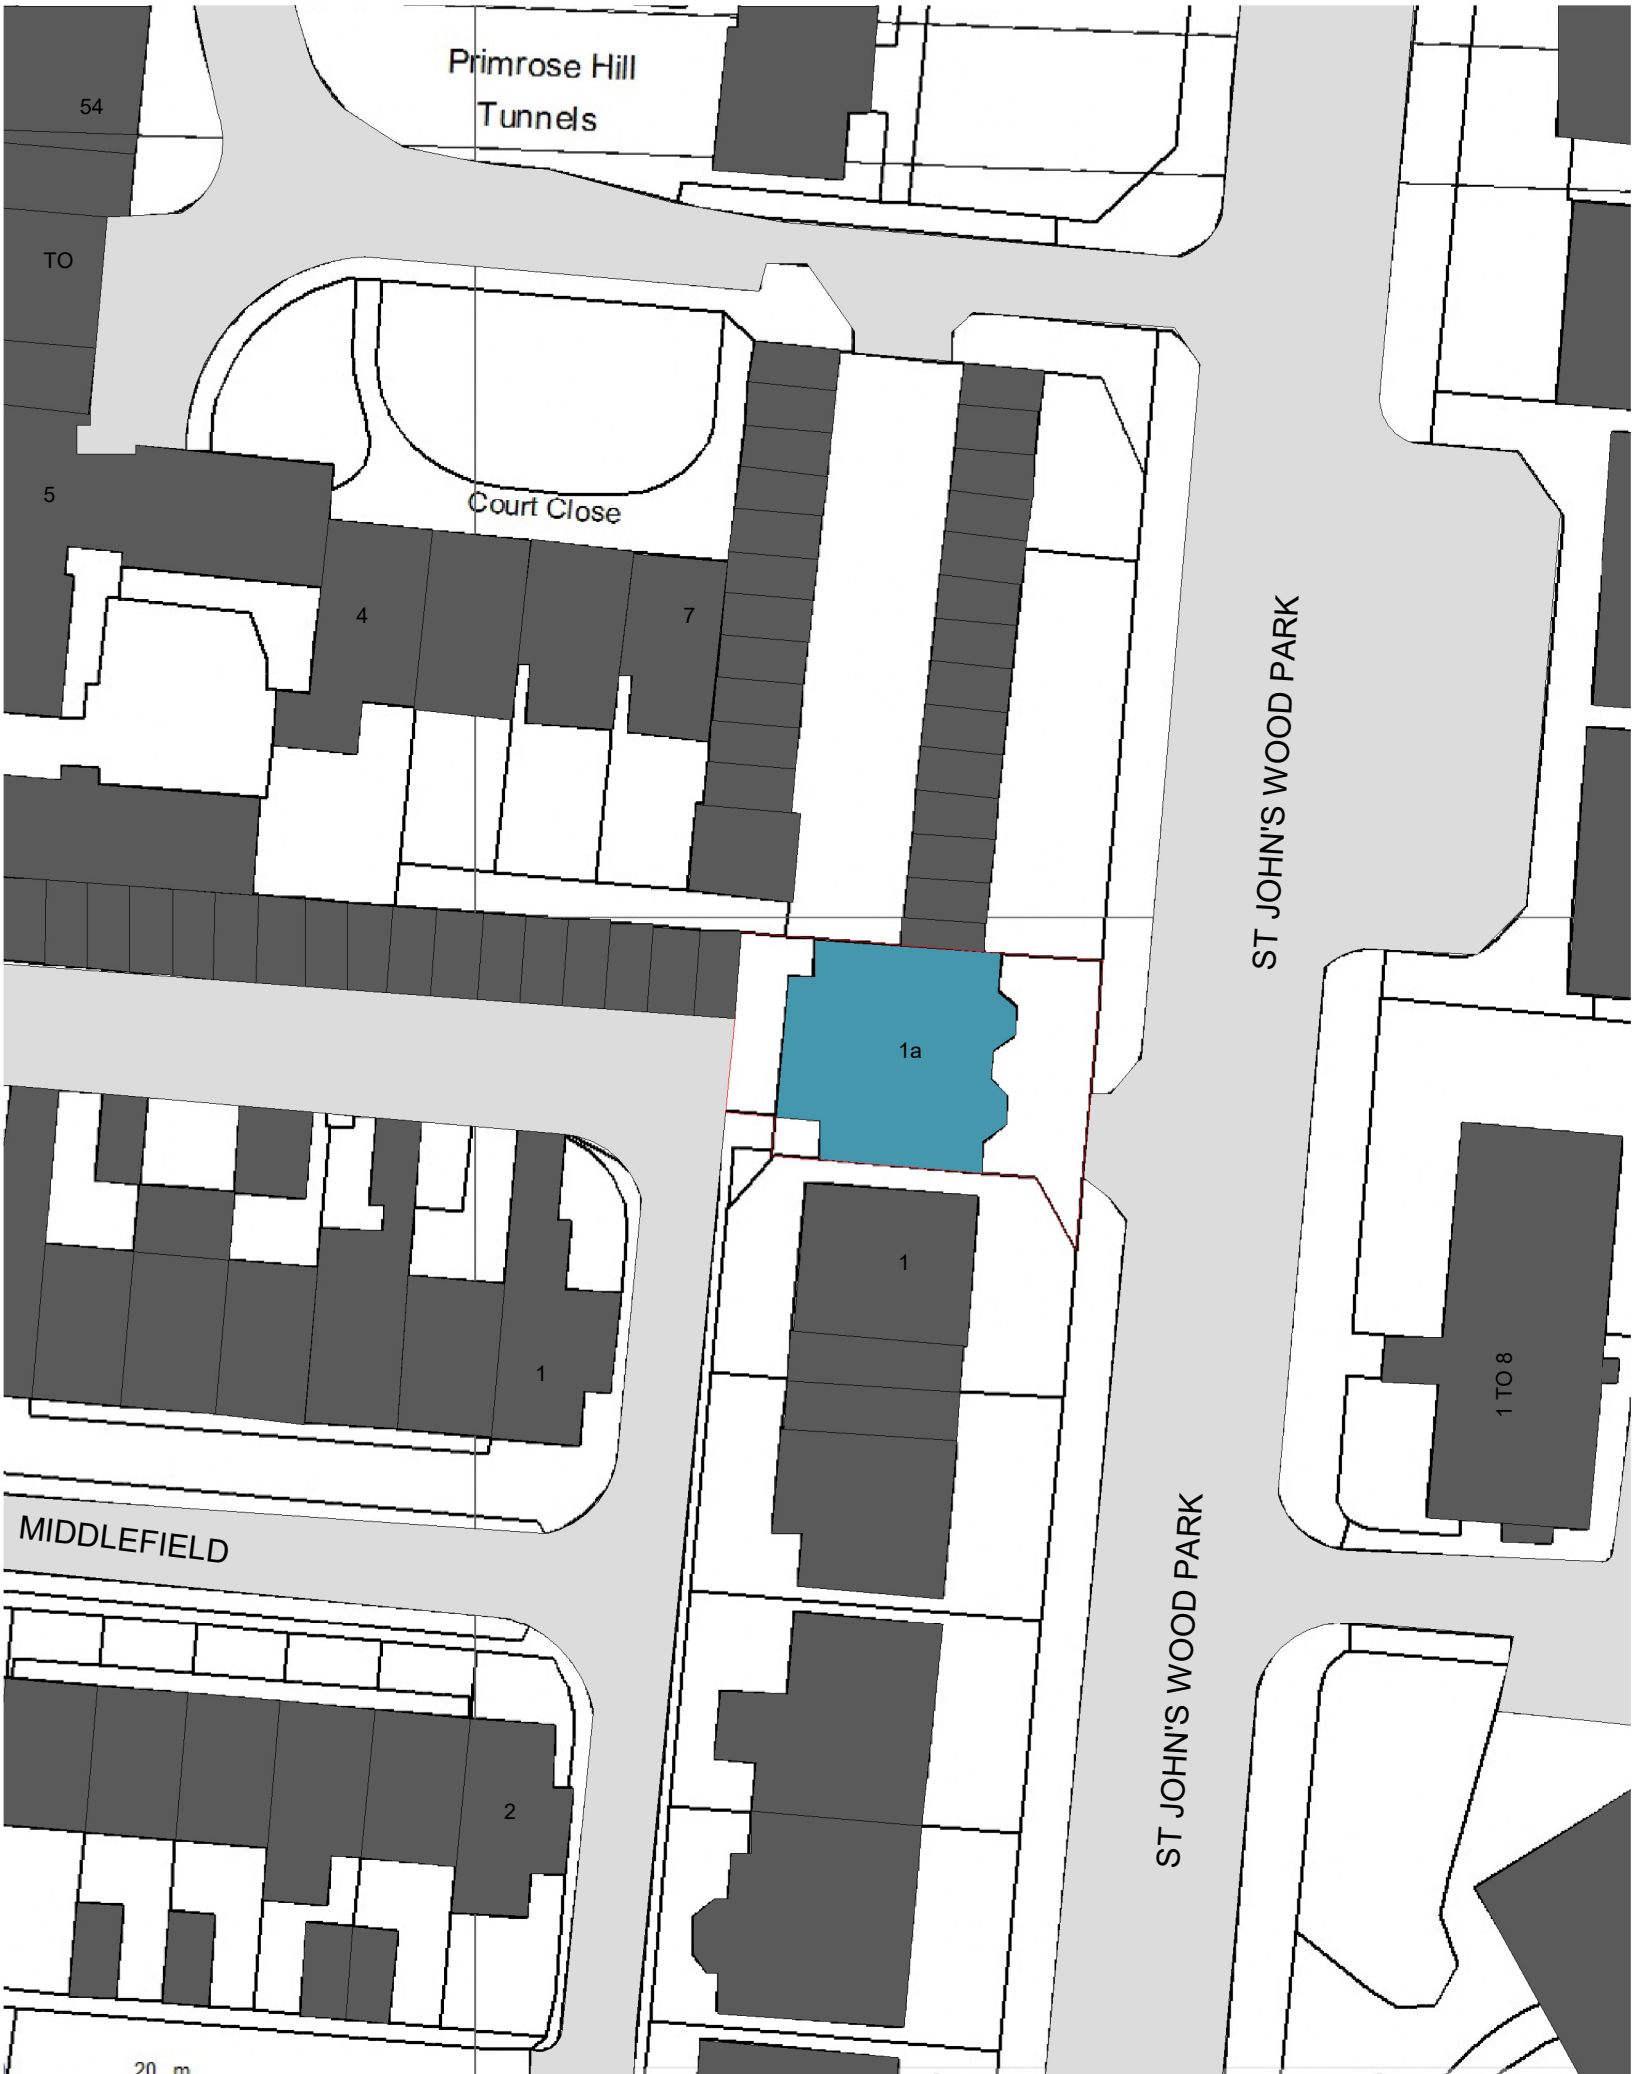 Primrose Hill
Tunnels
54
TO
5
Court Close
4
7
ST JOHN'S WOOD PARK
1a
1
1
1 TO 8
MIDDLEFIELD
ST JOHN'S WOOD PARK
2
20 m